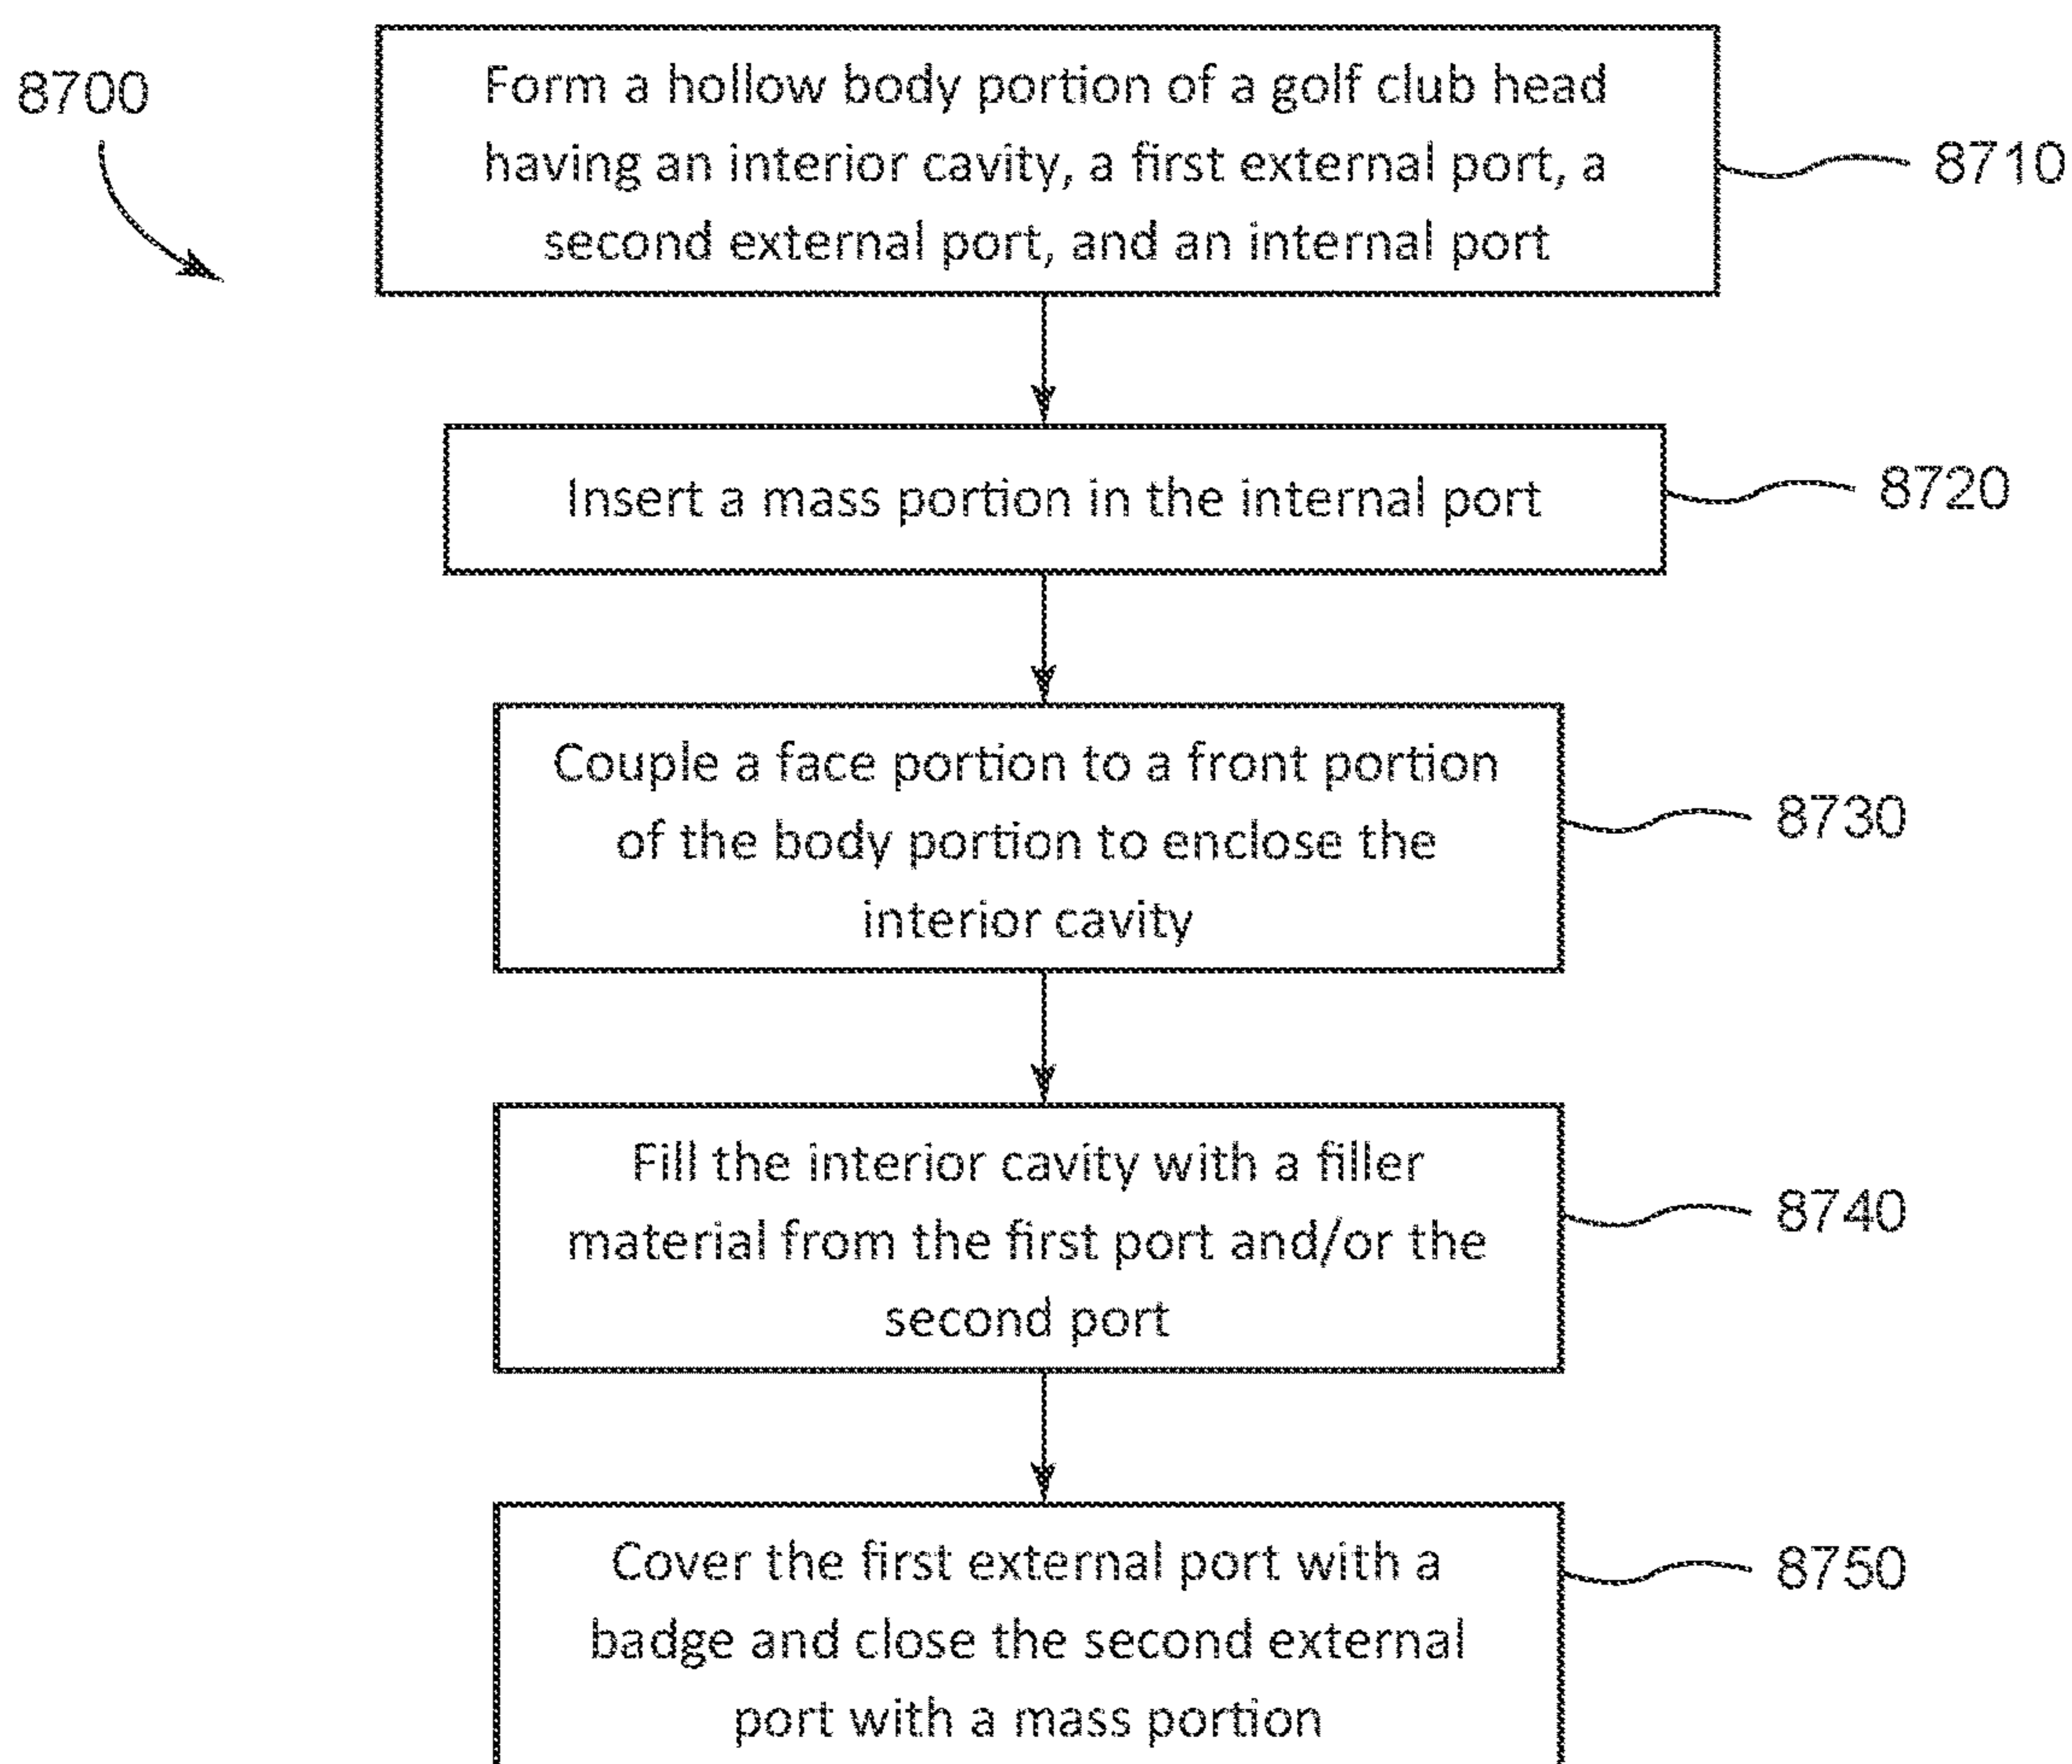 8700
Form a hollow body portion of a golf club head
having an interior cavity, a first external port, a
second external port, and an internal port
8710
Insert a mass portion in the internal port
8720
Couple a face portion to a front portion
of the body portion to enclose the
interior cavity
8730
Fill the interior cavity with a filler
material from the first port and/or the
second port
8740
Cover the first external port with a
badge and close the second external
port with a mass portion
8750